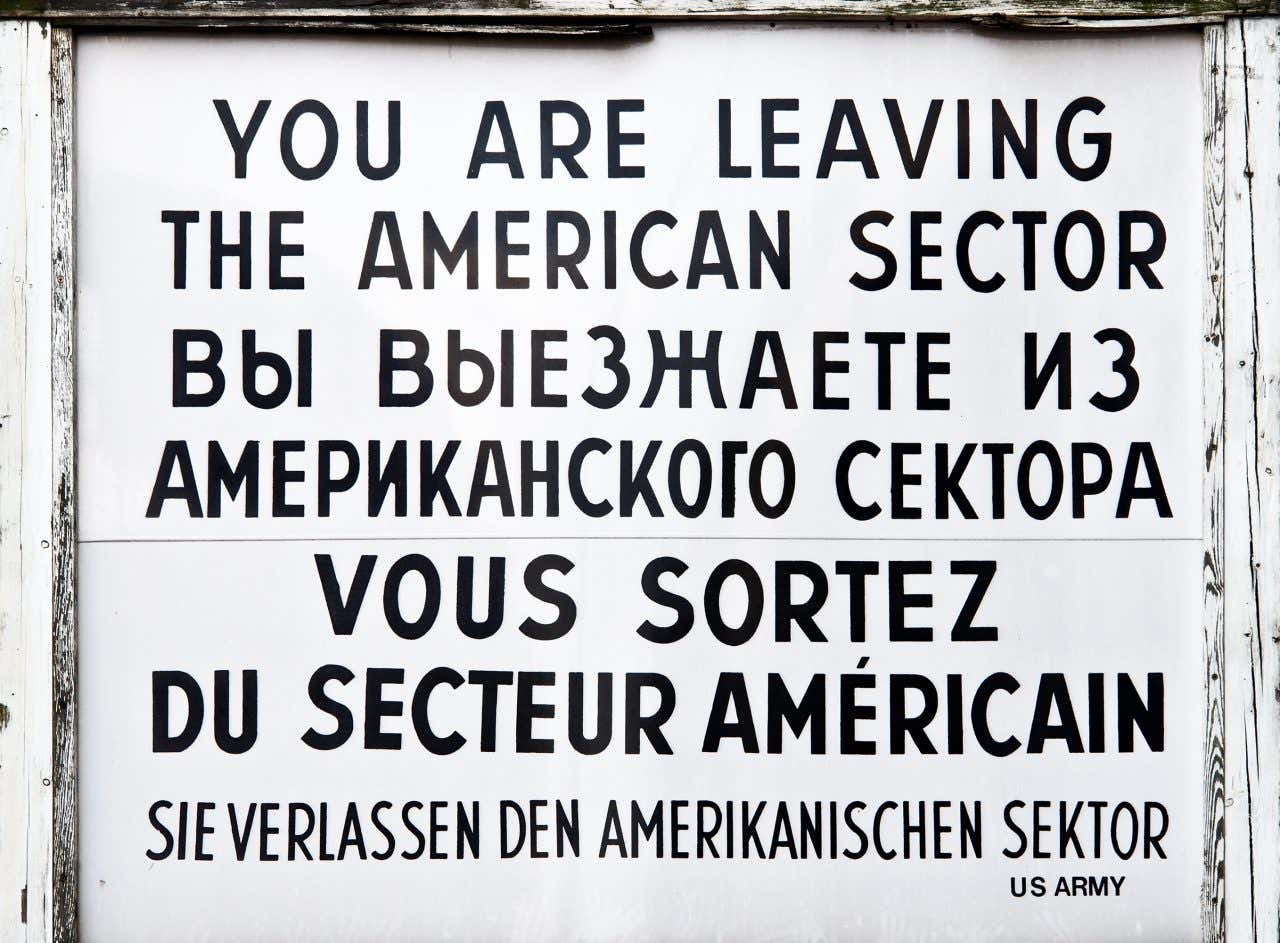 YOU ARE LEAVING
THE AMERICAN SECTOR
ВЫ ВЫЕЗЖАЕТЕ ИЗ
АМЕРИКАНСКОГО СЕКТОРА
VOUS SORTEZ
DU SECTEUR AMÉRICAIN
SIE VERLASSEN DEN AMERIKANISCHEN SEKTOR
US ARMY